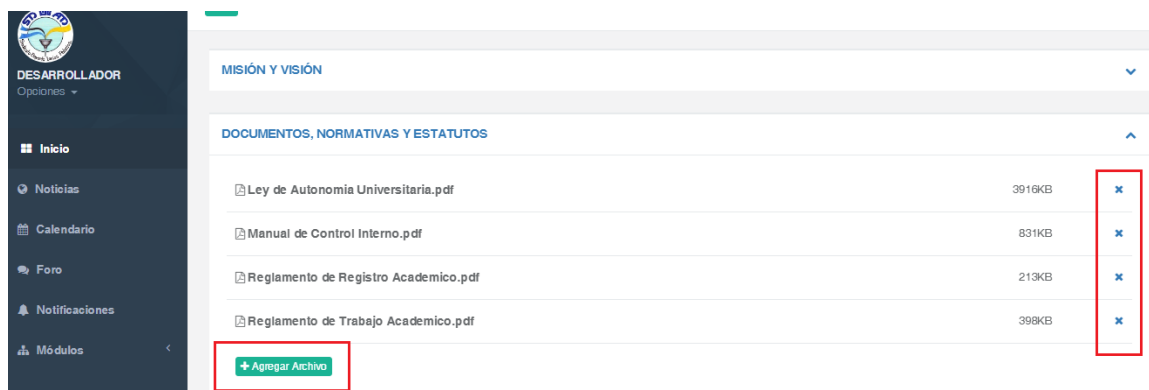 DESARROLLADOR
Opciones
Inicio
Noticias
Calendario
Foro
Notificaciones
Módulos
MISIÓN Y VISIÓN
DOCUMENTOS, NORMATIVAS Y ESTATUTOS
Ley de Autonomia Universitaria.pdf 3916KB
Manual de Control Interno.pdf 831KB
Reglamento de Registro Academico.pdf 213KB
Reglamento de Trabajo Academico.pdf 398KB
+ Agregar Archivo